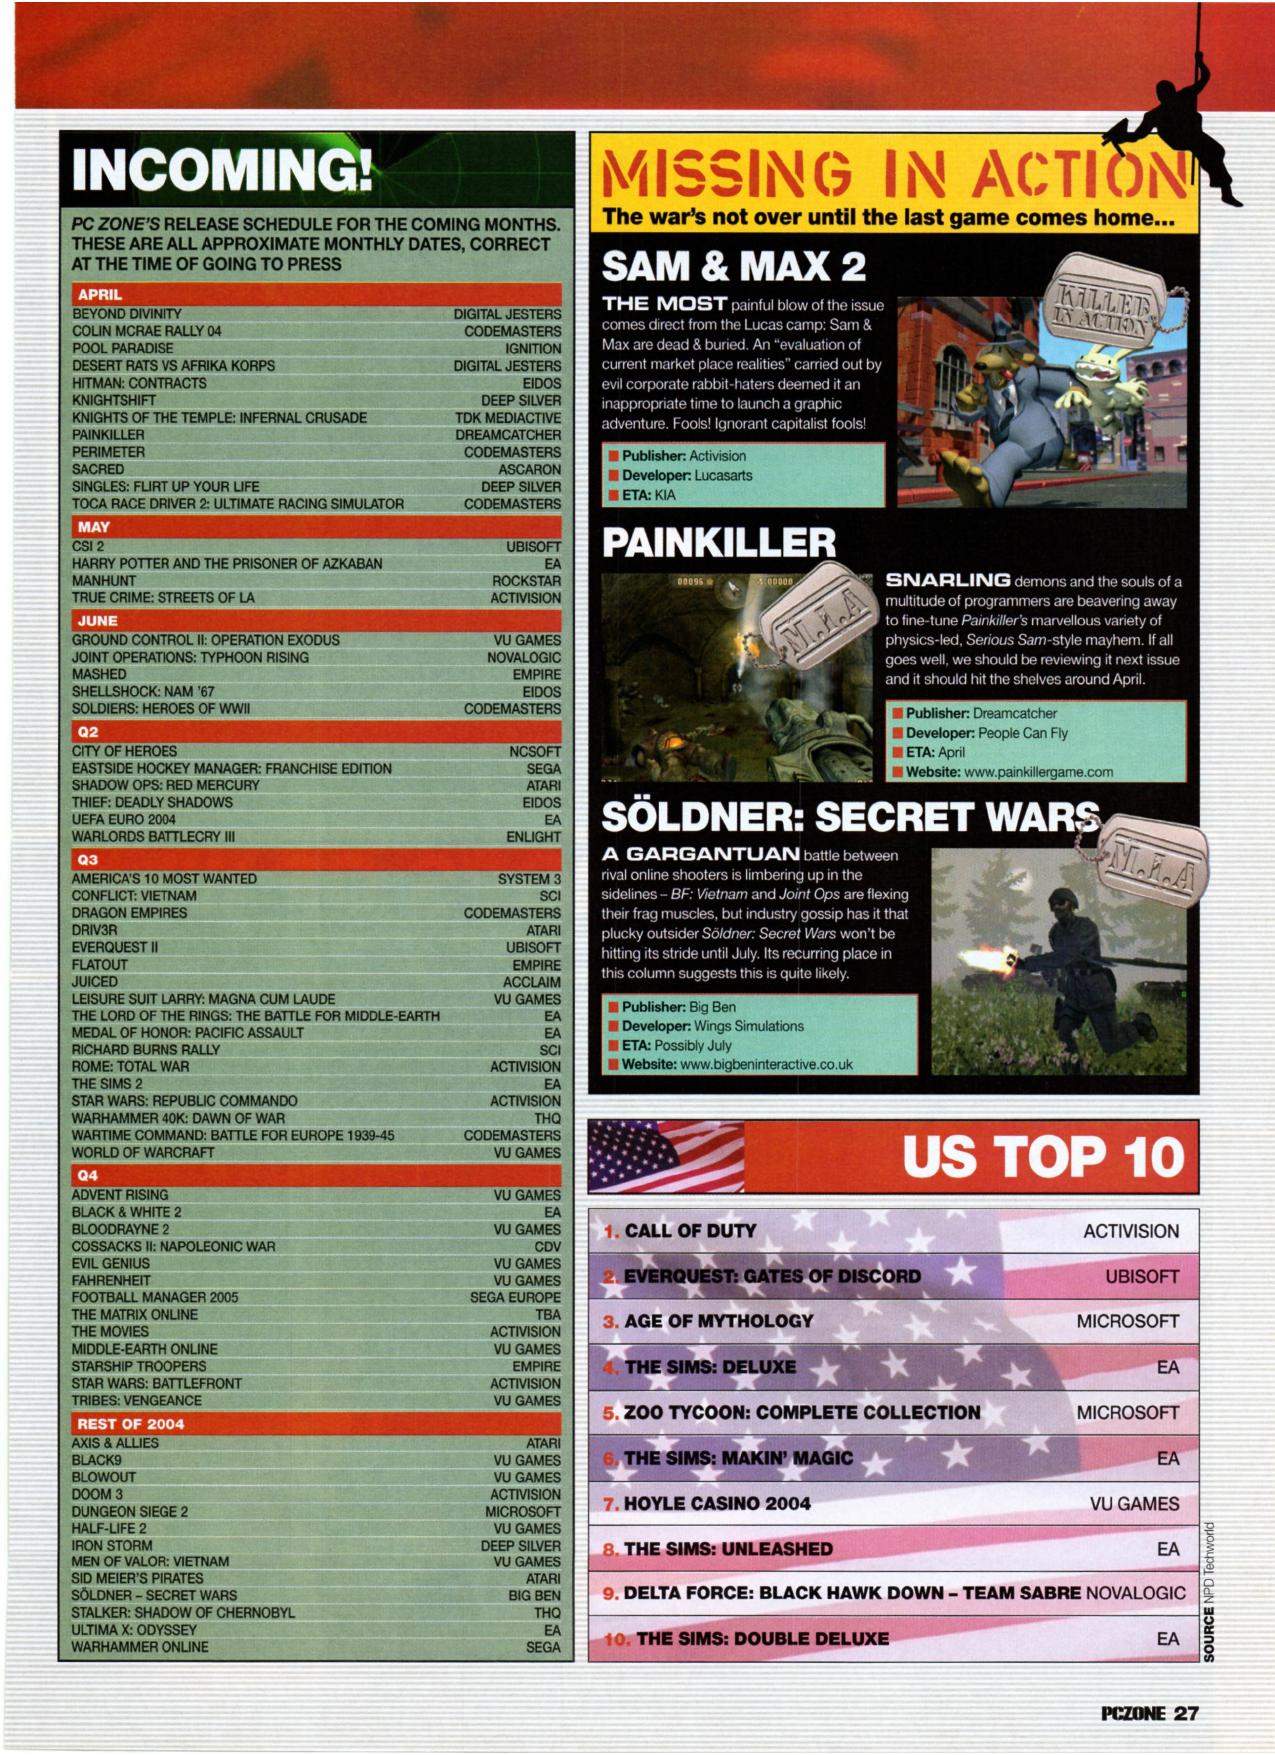 INCOMING!
PC ZONE'S RELEASE SCHEDULE FOR THE COMING MONTHS.
THESE ARE ALL APPROXIMATE MONTHLY DATES, CORRECT
AT THE TIME OF GOING TO PRESS
APRIL
BEYOND DIVINITY DIGITAL JESTERS
COLIN MCRAE RALLY 04 CODEMASTERS
POOL PARADISE IGNITION
DESERT RATS VS AFRIKA KORPS DIGITAL JESTERS
HITMAN: CONTRACTS EIDOS
KNIGHTSHIFT DEEP SILVER
KNIGHTS OF THE TEMPLE: INFERNAL CRUSADE TDK MEDIACTIVE
PAINKILLER DREAMCATCHER
PERIMETER CODEMASTERS
SACRED ASCARON
SINGLES: FLIRT UP YOUR LIFE DEEP SILVER
TOCA RACE DRIVER 2: ULTIMATE RACING SIMULATOR CODEMASTERS
MAY
CSI 2 UBISOFT
HARRY POTTER AND THE PRISONER OF AZKABAN EA
MANHUNT ROCKSTAR
TRUE CRIME: STREETS OF LA ACTIVISION
JUNE
GROUND CONTROL II: OPERATION EXODUS VU GAMES
JOINT OPERATIONS: TYPHOON RISING NOVALOGIC
MASHED EMPIRE
SHELLSHOCK: NAM '67 EIDOS
SOLDIERS: HEROES OF WWII CODEMASTERS
Q2
CITY OF HEROES NCSOFT
EASTSIDE HOCKEY MANAGER: FRANCHISE EDITION SEGA
SHADOW OPS: RED MERCURY ATARI
THIEF: DEADLY SHADOWS EIDOS
UEFA EURO 2004 EA
WARLORDS BATTLECRY III ENLIGHT
Q3
AMERICA'S 10 MOST WANTED SYSTEM 3
CONFLICT: VIETNAM SCI
DRAGON EMPIRES CODEMASTERS
DRIV3R ATARI
EVERQUEST II UBISOFT
FLATOUT EMPIRE
JUICED ACCLAIM
LEISURE SUIT LARRY: MAGNA CUM LAUDE VU GAMES
THE LORD OF THE RINGS: THE BATTLE FOR MIDDLE-EARTH EA
MEDAL OF HONOR: PACIFIC ASSAULT EA
RICHARD BURNS RALLY SCI
ROME: TOTAL WAR ACTIVISION
THE SIMS 2 EA
STAR WARS: REPUBLIC COMMANDO ACTIVISION
WARHAMMER 40K: DAWN OF WAR THQ
WARTIME COMMAND: BATTLE FOR EUROPE 1939-45 CODEMASTERS
WORLD OF WARCRAFT VU GAMES
Q4
ADVENT RISING VU GAMES
BLACK & WHITE 2 EA
BLOODRAYNE 2 VU GAMES
COSSACKS II: NAPOLEONIC WAR CDV
EVIL GENIUS VU GAMES
FAHRENHEIT VU GAMES
FOOTBALL MANAGER 2005 SEGA EUROPE
THE MATRIX ONLINE TBA
THE MOVIES ACTIVISION
MIDDLE-EARTH ONLINE VU GAMES
STARSHIP TROOPERS EMPIRE
STAR WARS: BATTLEFRONT ACTIVISION
TRIBES: VENGEANCE VU GAMES
REST OF 2004
AXIS & ALLIES ATARI
BLACK9 VU GAMES
BLOWOUT VU GAMES
DOOM 3 ACTIVISION
DUNGEON SIEGE 2 MICROSOFT
HALF-LIFE 2 VU GAMES
IRON STORM DEEP SILVER
MEN OF VALOR: VIETNAM VU GAMES
SID MEIER'S PIRATES ATARI
SÖLDNER – SECRET WARS BIG BEN
STALKER: SHADOW OF CHERNOBYL THQ
ULTIMA X: ODYSSEY EA
WARHAMMER ONLINE SEGA
MISSING IN ACTION
The war's not over until the last game comes home...
SAM & MAX 2
THE MOST painful blow of the issue
comes direct from the Lucas camp: Sam &
Max are dead & buried. An "evaluation of
current market place realities" carried out by
evil corporate rabbit-haters deemed it an
inappropriate time to launch a graphic
adventure. Fools! Ignorant capitalist fools!
Publisher: Activision
Developer: Lucasarts
ETA: KIA
KILLED
IN ACTION
PAINKILLER
00096 00000
M.I.A
SNARLING demons and the souls of a
multitude of programmers are beavering away
to fine-tune Painkiller's marvellous variety of
physics-led, Serious Sam-style mayhem. If all
goes well, we should be reviewing it next issue
and it should hit the shelves around April.
Publisher: Dreamcatcher
Developer: People Can Fly
ETA: April
Website: www.painkillergame.com
SÖLDNER: SECRET WARS
A GARGANTUAN battle between
rival online shooters is limbering up in the
sidelines – BF: Vietnam and Joint Ops are flexing
their frag muscles, but industry gossip has it that
plucky outsider Söldner: Secret Wars won't be
hitting its stride until July. Its recurring place in
this column suggests this is quite likely.
M.I.A
Publisher: Big Ben
Developer: Wings Simulations
ETA: Possibly July
Website: www.bigbeninteractive.co.uk
US TOP 10
1. CALL OF DUTY ACTIVISION
2. EVERQUEST: GATES OF DISCORD UBISOFT
3. AGE OF MYTHOLOGY MICROSOFT
4. THE SIMS: DELUXE EA
5. ZOO TYCOON: COMPLETE COLLECTION MICROSOFT
6. THE SIMS: MAKIN' MAGIC EA
7. HOYLE CASINO 2004 VU GAMES
8. THE SIMS: UNLEASHED EA
9. DELTA FORCE: BLACK HAWK DOWN – TEAM SABRE NOVALOGIC
10. THE SIMS: DOUBLE DELUXE EA
SOURCE NPD Techworld
PCZONE 27